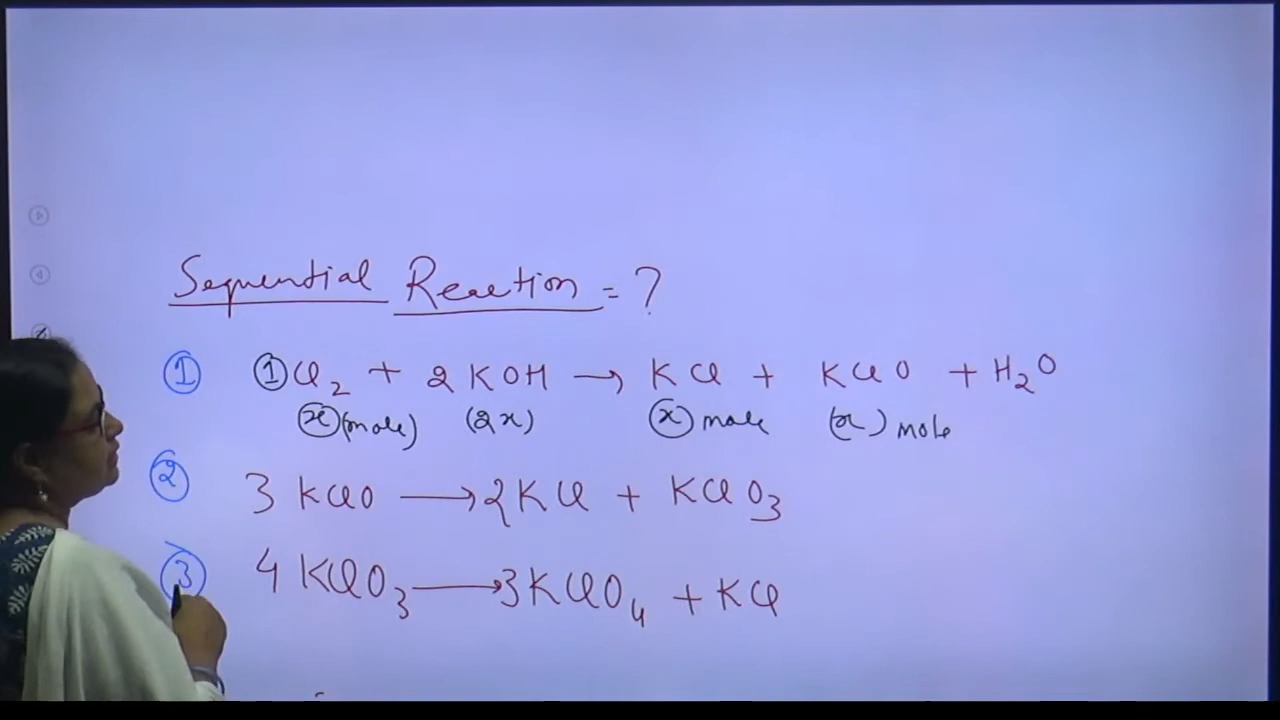 Sequential Reaction = ?
① ①Cl₂ + 2KOH → KCl + KClO + H₂O
(x)(mole) (2x) (x) mole (x) mole
② 3KClO → 2KCl + KClO₃
③ 4KClO₃ → 3KClO₄ + KCl